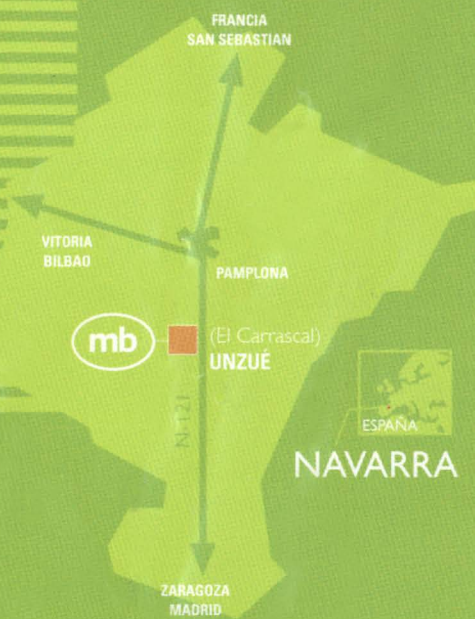 FRANCIA
SAN SEBASTIAN
VITORIA
BILBAO
PAMPLONA
mb
(El Carrascal)
UNZUÉ
N-121
ESPAÑA
NAVARRA
ZARAGOZA
MADRID